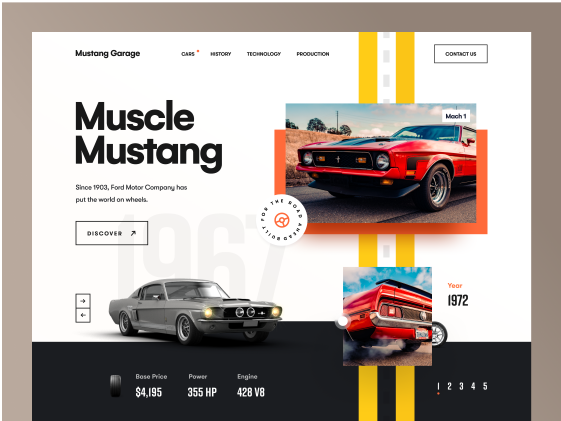 Mustang Garage
CARS
HISTORY
TECHNOLOGY
PRODUCTION
CONTACT US
Muscle
Mustang
Mach 1
Since 1903, Ford Motor Company has
put the world on wheels.
DISCOVER
BUILT FOR THE ROAD AHEAD
1967
Year
1972
Base Price
Power
Engine
$4,195
355 HP
428 V8
1 2 3 4 5